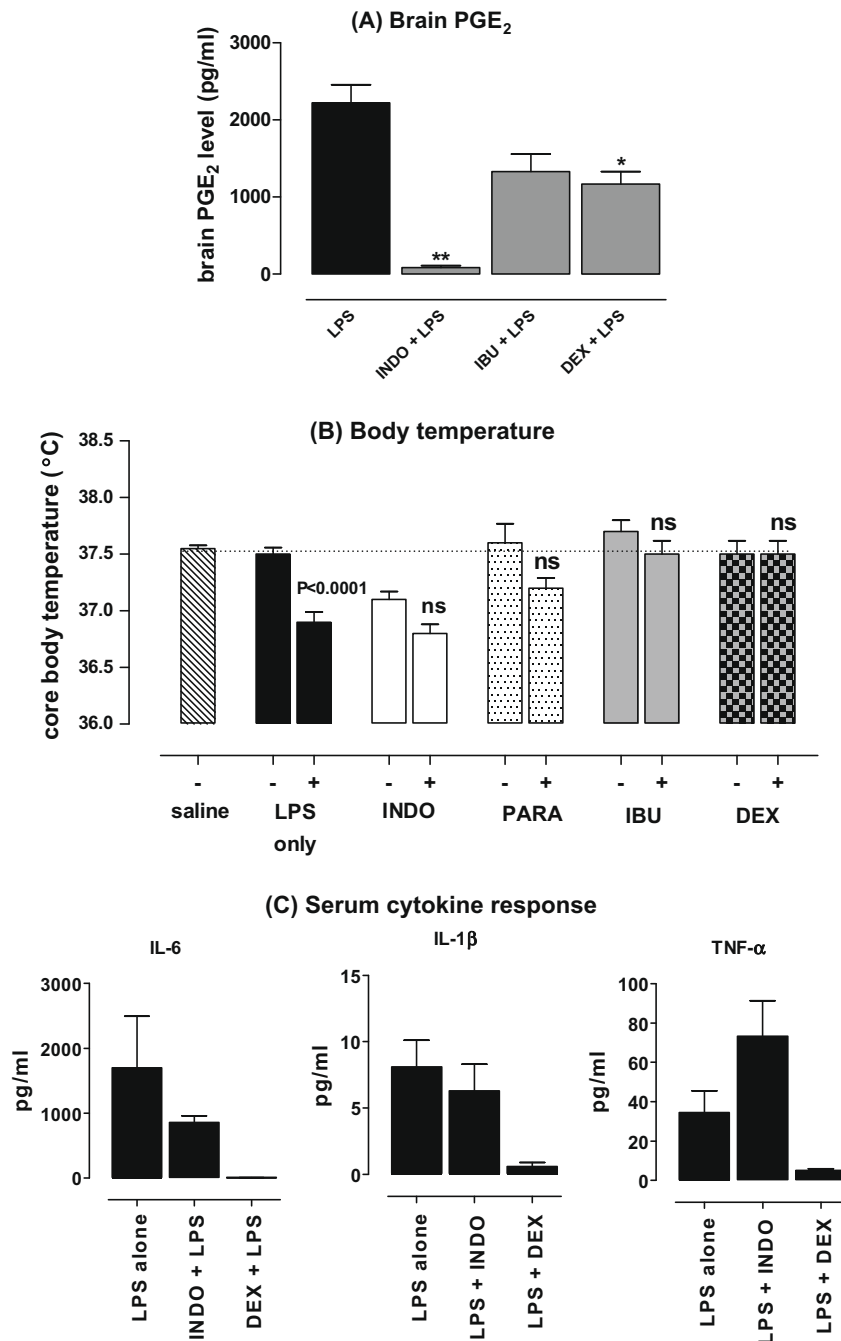 (A) Brain PGE2
brain PGE2 level (pg/ml)
3000
2000
1000
0
**
*
LPS
INDO + LPS
IBU + LPS
DEX + LPS
(B) Body temperature
core body temperature (°C)
38.5
38.0
37.5
37.0
36.5
36.0
P<0.0001
ns
ns
ns
ns
- - + - + - + - + - +
saline
LPS
only
INDO
PARA
IBU
DEX
(C) Serum cytokine response
IL-6
pg/ml
3000
2000
1000
0
LPS alone
INDO + LPS
DEX + LPS
IL-1β
pg/ml
15
10
5
0
LPS alone
LPS + INDO
LPS + DEX
TNF-α
pg/ml
100
80
60
40
20
0
LPS alone
LPS + INDO
LPS + DEX